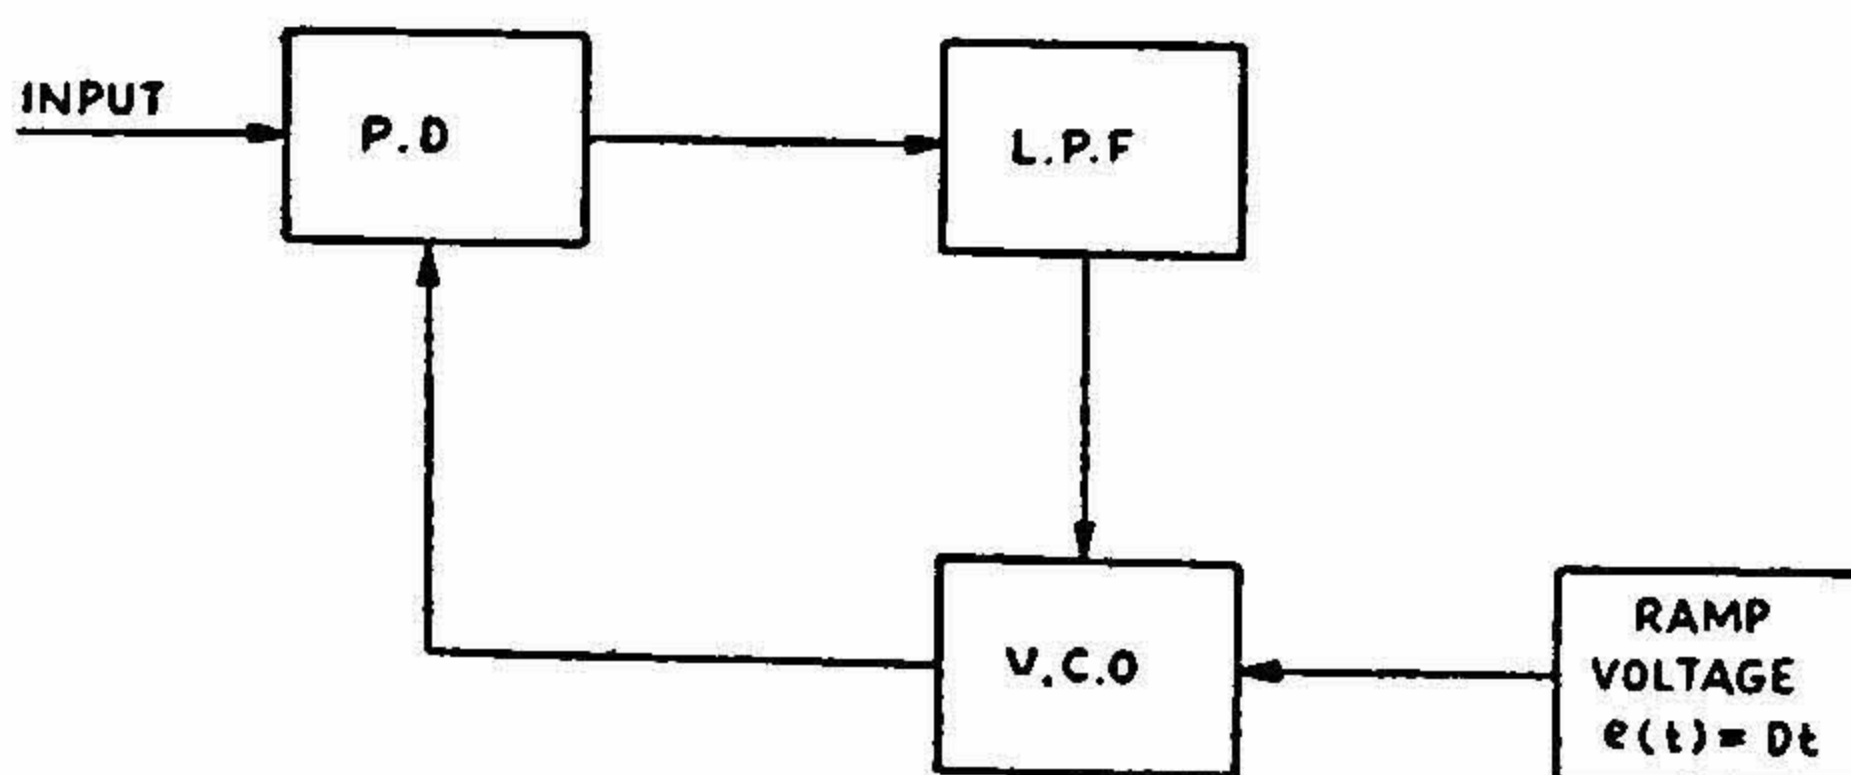 INPUT
P.D
L.P.F
V.C.O
RAMP
VOLTAGE
e(t) = Dt